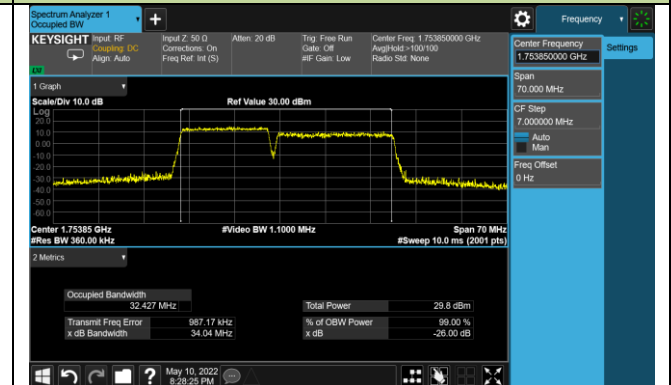 Spectrum Analyzer 1
Occupied BW
Frequency
KEYSIGHT
Input: RF
Coupling: DC
Align: Auto
Input Z: 50 Ω
Corrections: On
Freq Ref: Int (S)
Atten: 20 dB
Trig: Free Run
Gate: Off
#IF Gain: Low
Center Freq: 1.753850000 GHz
Avg|Hold:>100/100
Radio Std: None
LXI
Center Frequency
1.753850000 GHz
Settings
Span
70.000 MHz
CF Step
7.000000 MHz
Auto
Man
Freq Offset
0 Hz
1 Graph
Scale/Div 10.0 dB
Ref Value 30.00 dBm
Log
20.0
10.0
0.00
-10.0
-20.0
-30.0
-40.0
-50.0
-60.0
Center 1.75385 GHz
#Video BW 1.1000 MHz
Span 70 MHz
#Res BW 360.00 kHz
#Sweep 10.0 ms (2001 pts)
2 Metrics
Occupied Bandwidth
32.427 MHz
Total Power
29.8 dBm
Transmit Freq Error
987.17 kHz
% of OBW Power
99.00 %
x dB Bandwidth
34.04 MHz
x dB
-26.00 dB
May 10, 2022
8:28:25 PM